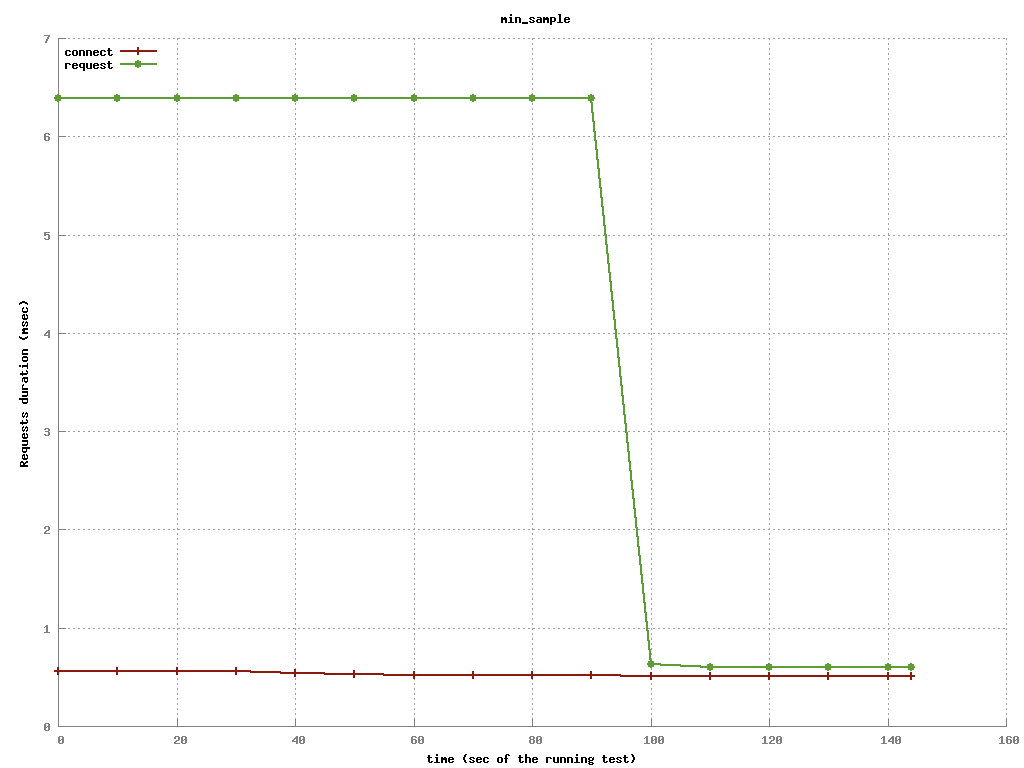 min_sample
7
connect
request
6
5
4
3
2
1
0
Requests duration (msec)
0 20 40 60 80 100 120 140 160
time (sec of the running test)